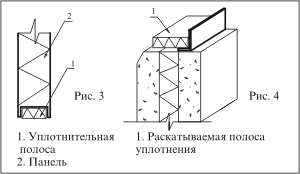 2
1
Рис. 3
1. Уплотнительная
полоса
2. Панель
1
Рис. 4
1. Раскатываемая полоса
уплотнения